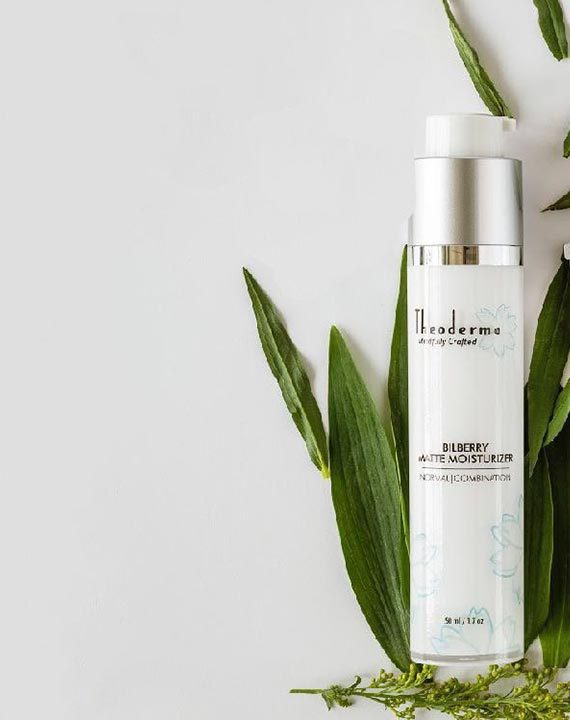 Theoderma
Mindfully Crafted
BILBERRY
MATTE MOISTURIZER
NORMAL|COMBINATION
50 ml / 1.7 oz